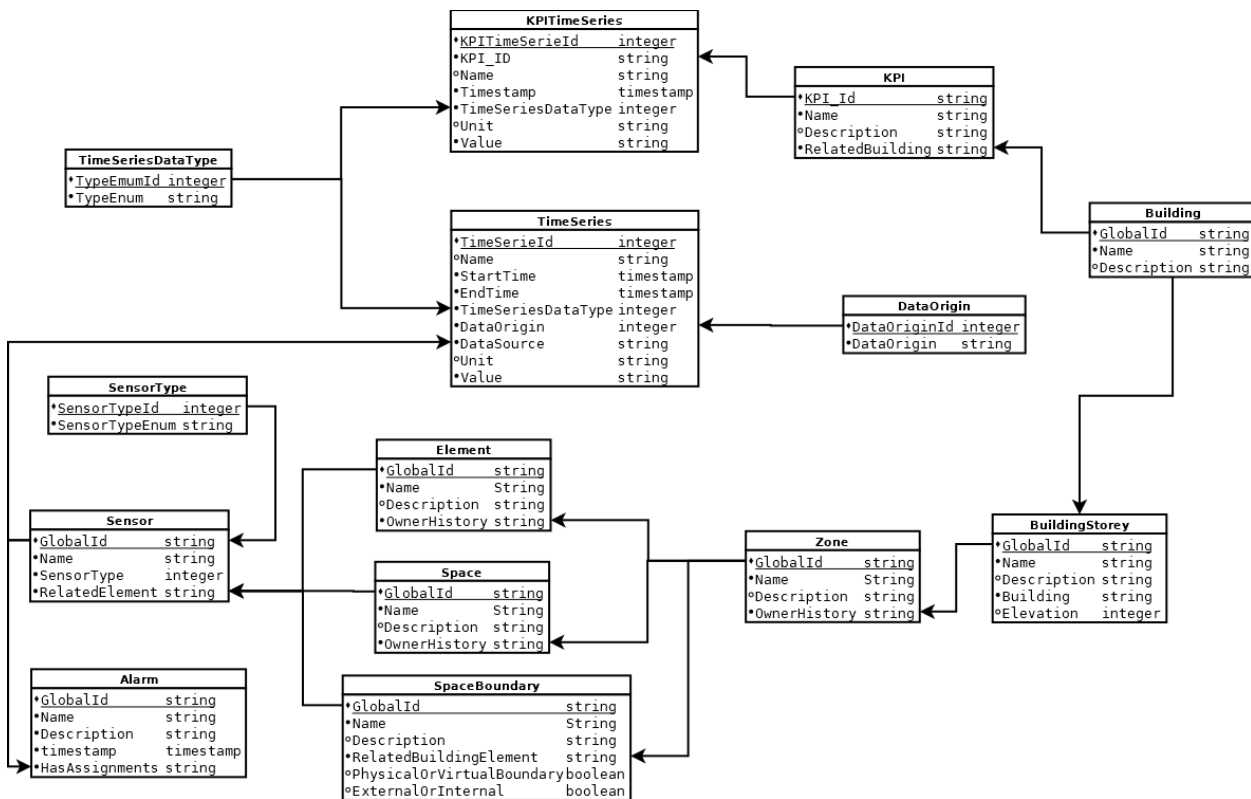 KPITimeSeries
KPITimeSerieId integer
KPI_ID string
Name string
Timestamp timestamp
TimeSeriesDataType integer
Unit string
Value string
KPI
KPI_Id string
Name string
Description string
RelatedBuilding string
TimeSeriesDataType
TypeEmumId integer
TypeEnum string
Building
GlobalId string
Name string
Description string
TimeSeries
TimeSerieId integer
Name string
StartTime timestamp
EndTime timestamp
TimeSeriesDataType integer
DataOrigin integer
DataSource string
Unit string
Value string
DataOrigin
DataOriginId integer
DataOrigin string
SensorType
SensorTypeId integer
SensorTypeEnum string
Element
GlobalId string
Name String
Description string
OwnerHistory string
Sensor
GlobalId string
Name string
SensorType integer
RelatedElement string
Space
GlobalId string
Name String
Description string
OwnerHistory string
Zone
GlobalId string
Name String
Description string
OwnerHistory string
BuildingStorey
GlobalId string
Name string
Description string
Building string
Elevation integer
Alarm
GlobalId string
Name string
Description string
timestamp timestamp
HasAssignments string
SpaceBoundary
GlobalId string
Name String
Description string
RelatedBuildingElement string
PhysicalOrVirtualBoundary boolean
ExternalOrInternal boolean